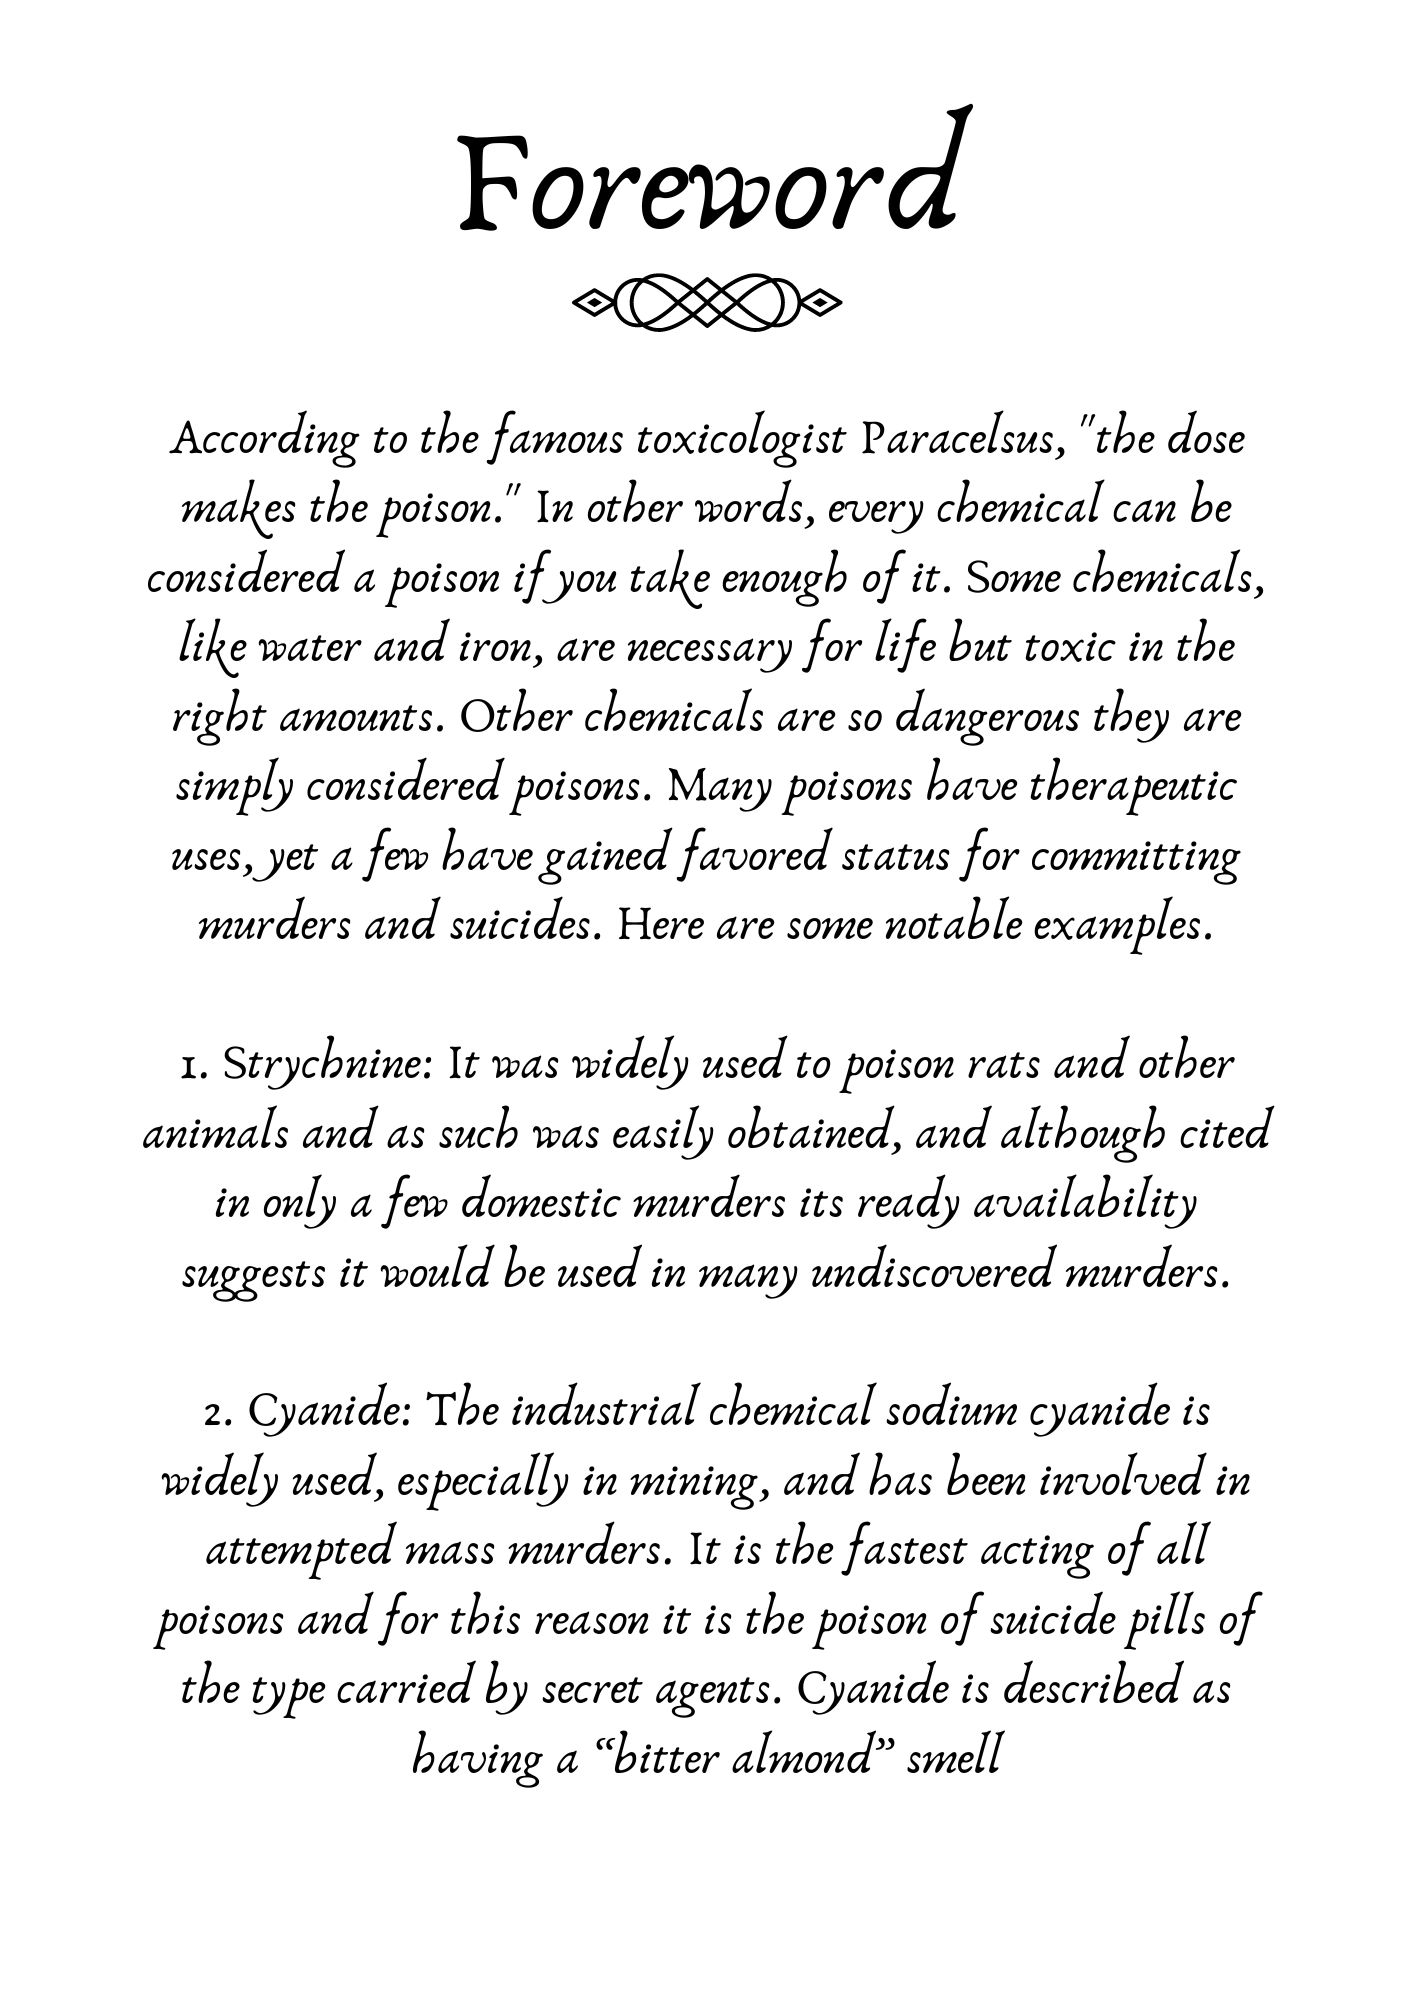 Foreword
According to the famous toxicologist Paracelsus, "the dose
makes the poison." In other words, every chemical can be
considered a poison if you take enough of it. Some chemicals,
like water and iron, are necessary for life but toxic in the
right amounts. Other chemicals are so dangerous they are
simply considered poisons. Many poisons have therapeutic
uses, yet a few have gained favored status for committing
murders and suicides. Here are some notable examples.
1. Strychnine: It was widely used to poison rats and other
animals and as such was easily obtained, and although cited
in only a few domestic murders its ready availability
suggests it would be used in many undiscovered murders.
2. Cyanide: The industrial chemical sodium cyanide is
widely used, especially in mining, and has been involved in
attempted mass murders. It is the fastest acting of all
poisons and for this reason it is the poison of suicide pills of
the type carried by secret agents. Cyanide is described as
having a “bitter almond” smell